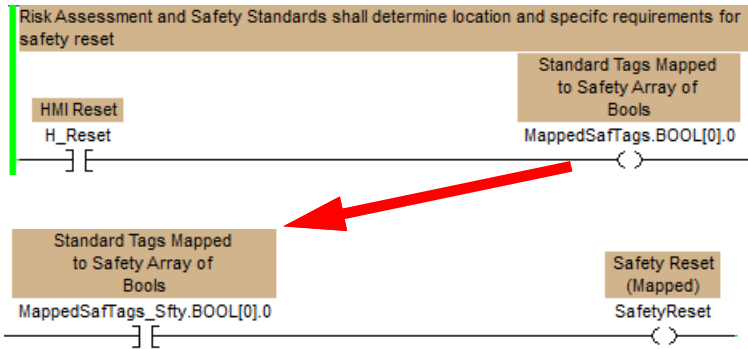 Risk Assessment and Safety Standards shall determine location and specifc requirements for
safety reset
Standard Tags Mapped
to Safety Array of
Bools
HMI Reset
H_Reset
MappedSafTags.BOOL[0].0
Standard Tags Mapped
to Safety Array of
Bools
MappedSafTags_Sfty.BOOL[0].0
Safety Reset
(Mapped)
SafetyReset